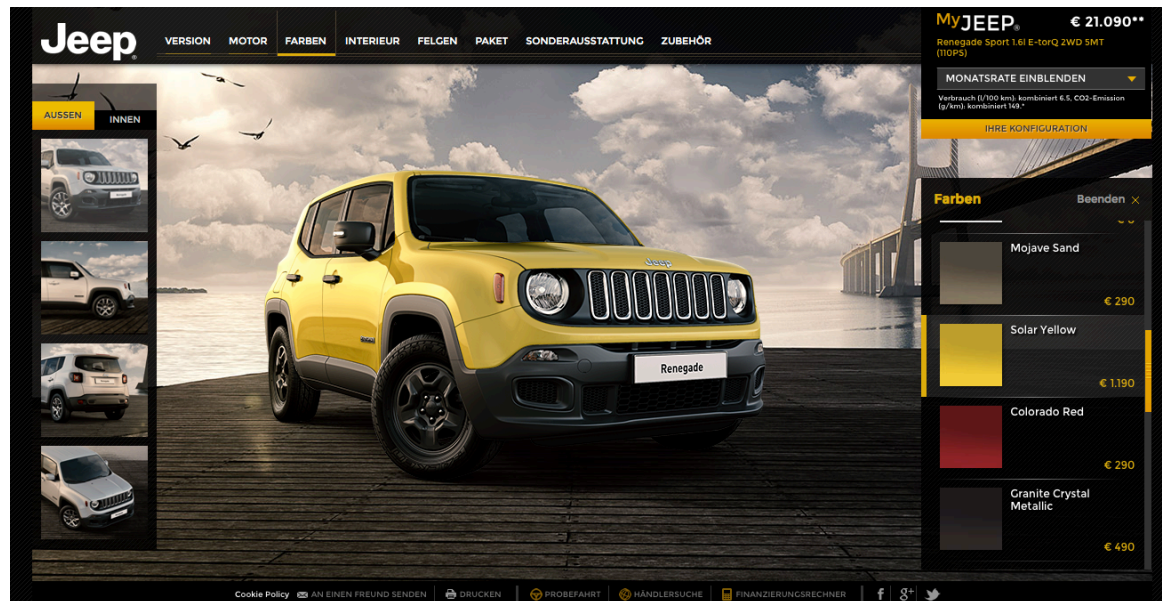 Jeep
VERSION MOTOR FARBEN INTERIEUR FELGEN PAKET SONDERAUSSTATTUNG ZUBEHÖR
MyJEEP® € 21.090**
Renegade Sport 1.6l E-torQ 2WD 5MT
(110PS)
MONATSRATE EINBLENDEN
Verbrauch (l/100 km): kombiniert 6.5, CO2-Emission
(g/km): kombiniert 149.*
IHRE KONFIGURATION
AUSSEN INNEN
Farben Beenden ×
Mojave Sand
€ 290
Solar Yellow
€ 1.190
Colorado Red
€ 290
Granite Crystal
Metallic
€ 490
Jeep
Renegade
Cookie Policy AN EINEN FREUND SENDEN DRUCKEN PROBEFAHRT HÄNDLERSUCHE FINANZIERUNGSRECHNER f g+